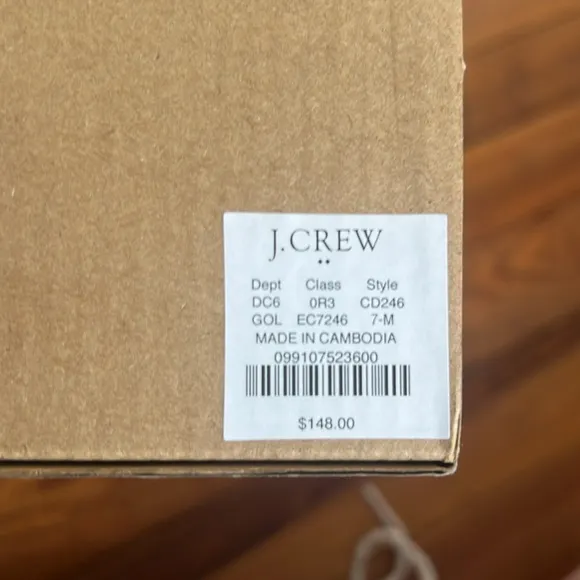 J.CREW
Dept Class Style
DC6 0R3 CD246
GOL EC7246 7-M
MADE IN CAMBODIA
099107523600
$148.00